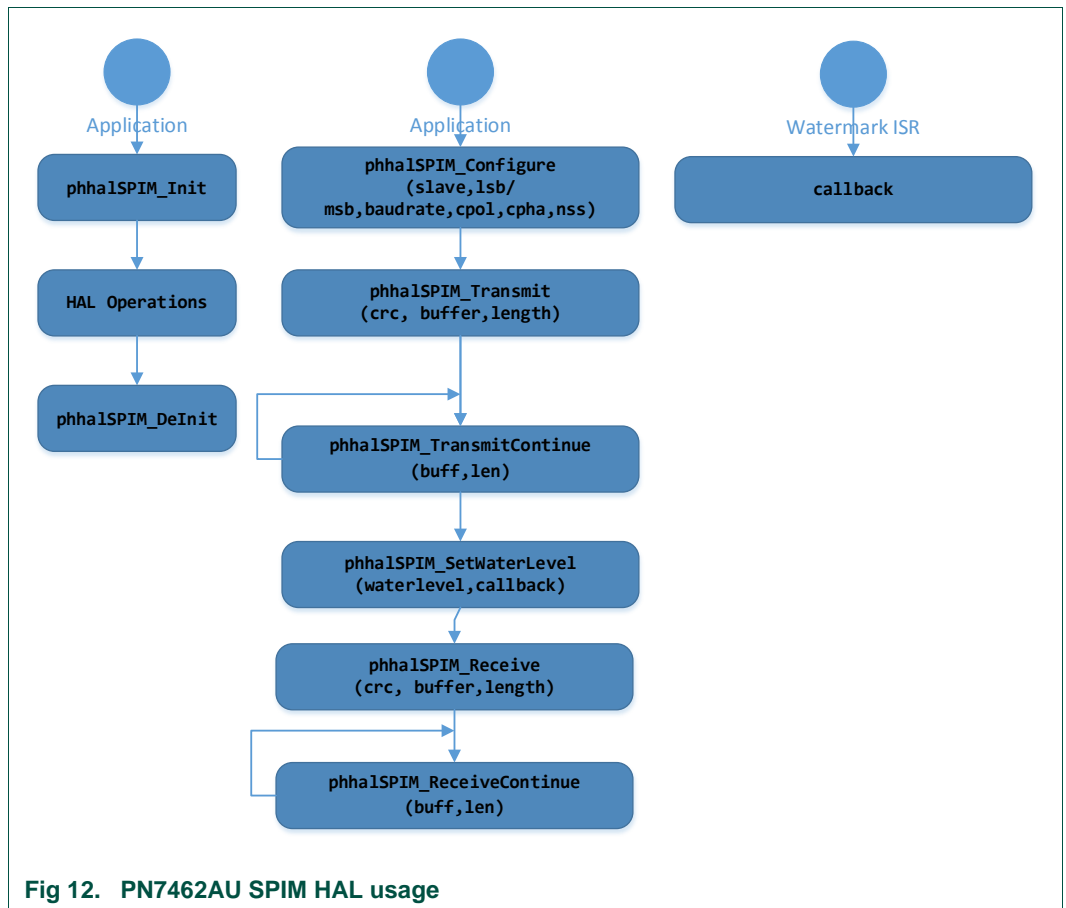 Application
phhalSPIM_Init
HAL Operations
phhalSPIM_DeInit
Application
phhalSPIM_Configure
(slave,lsb/
msb,baudrate,cpol,cpha,nss)
phhalSPIM_Transmit
(crc, buffer,length)
phhalSPIM_TransmitContinue
(buff,len)
phhalSPIM_SetWaterLevel
(waterlevel,callback)
phhalSPIM_Receive
(crc, buffer,length)
phhalSPIM_ReceiveContinue
(buff,len)
Watermark ISR
callback
Fig 12. PN7462AU SPIM HAL usage